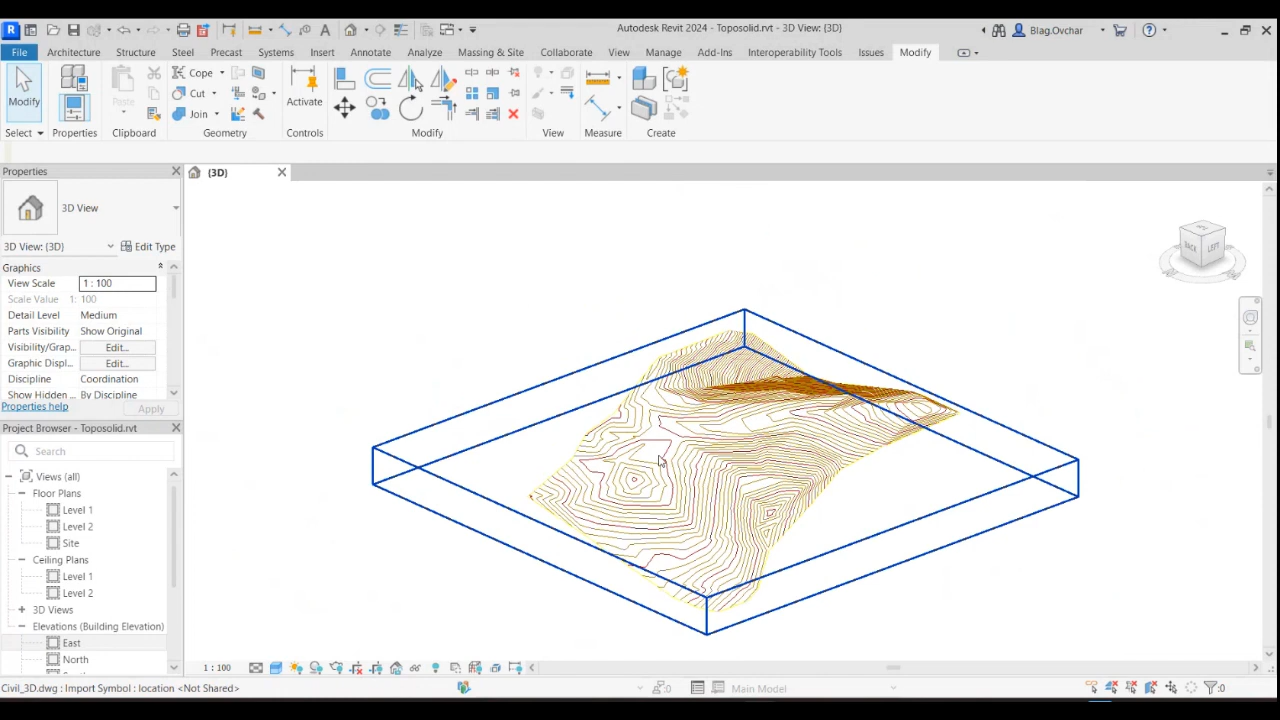 Autodesk Revit 2024 - Toposolid.rvt - 3D View: {3D}
Blag.Ovchar
File Architecture Structure Steel Precast Systems Insert Annotate Analyze Massing & Site Collaborate View Manage Add-Ins Interoperability Tools Issues Modify
Modify
Paste
Cope
Cut
Join
Activate
Select Properties Clipboard Geometry Controls Modify View Measure Create
Properties
{3D}
3D View
3D View: {3D} Edit Type
Graphics
View Scale 1 : 100
Scale Value 1: 100
Detail Level Medium
Parts Visibility Show Original
Visibility/Grap... Edit...
Graphic Displ... Edit...
Discipline Coordination
Show Hidden By Discipline
Properties help Apply
Project Browser - Toposolid.rvt
Search
Views (all)
Floor Plans
Level 1
Level 2
Site
Ceiling Plans
Level 1
Level 2
3D Views
Elevations (Building Elevation)
East
North
BACK LEFT
1 : 100
Civil_3D.dwg : Import Symbol : location <Not Shared>
:0
Main Model
:0